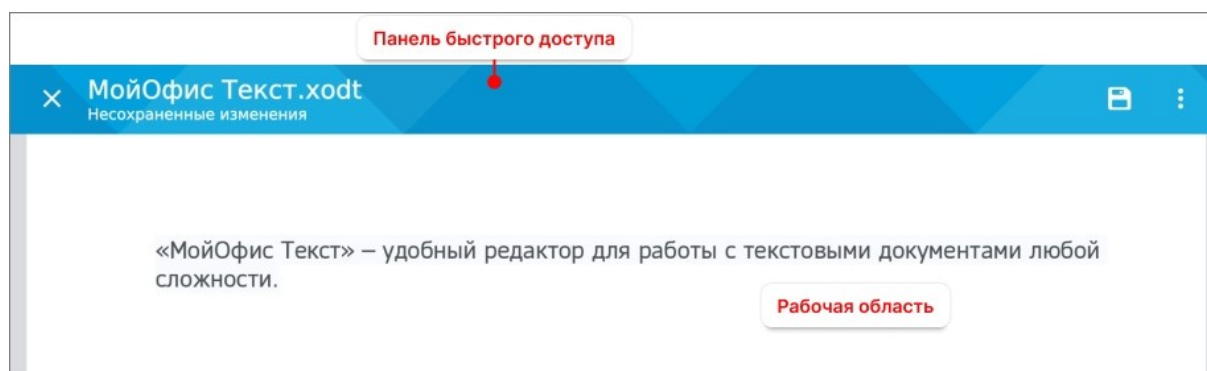 Панель быстрого доступа
МойОфис Текст.xodt
Несохраненные изменения
«МойОфис Текст» – удобный редактор для работы с текстовыми документами любой
сложности.
Рабочая область